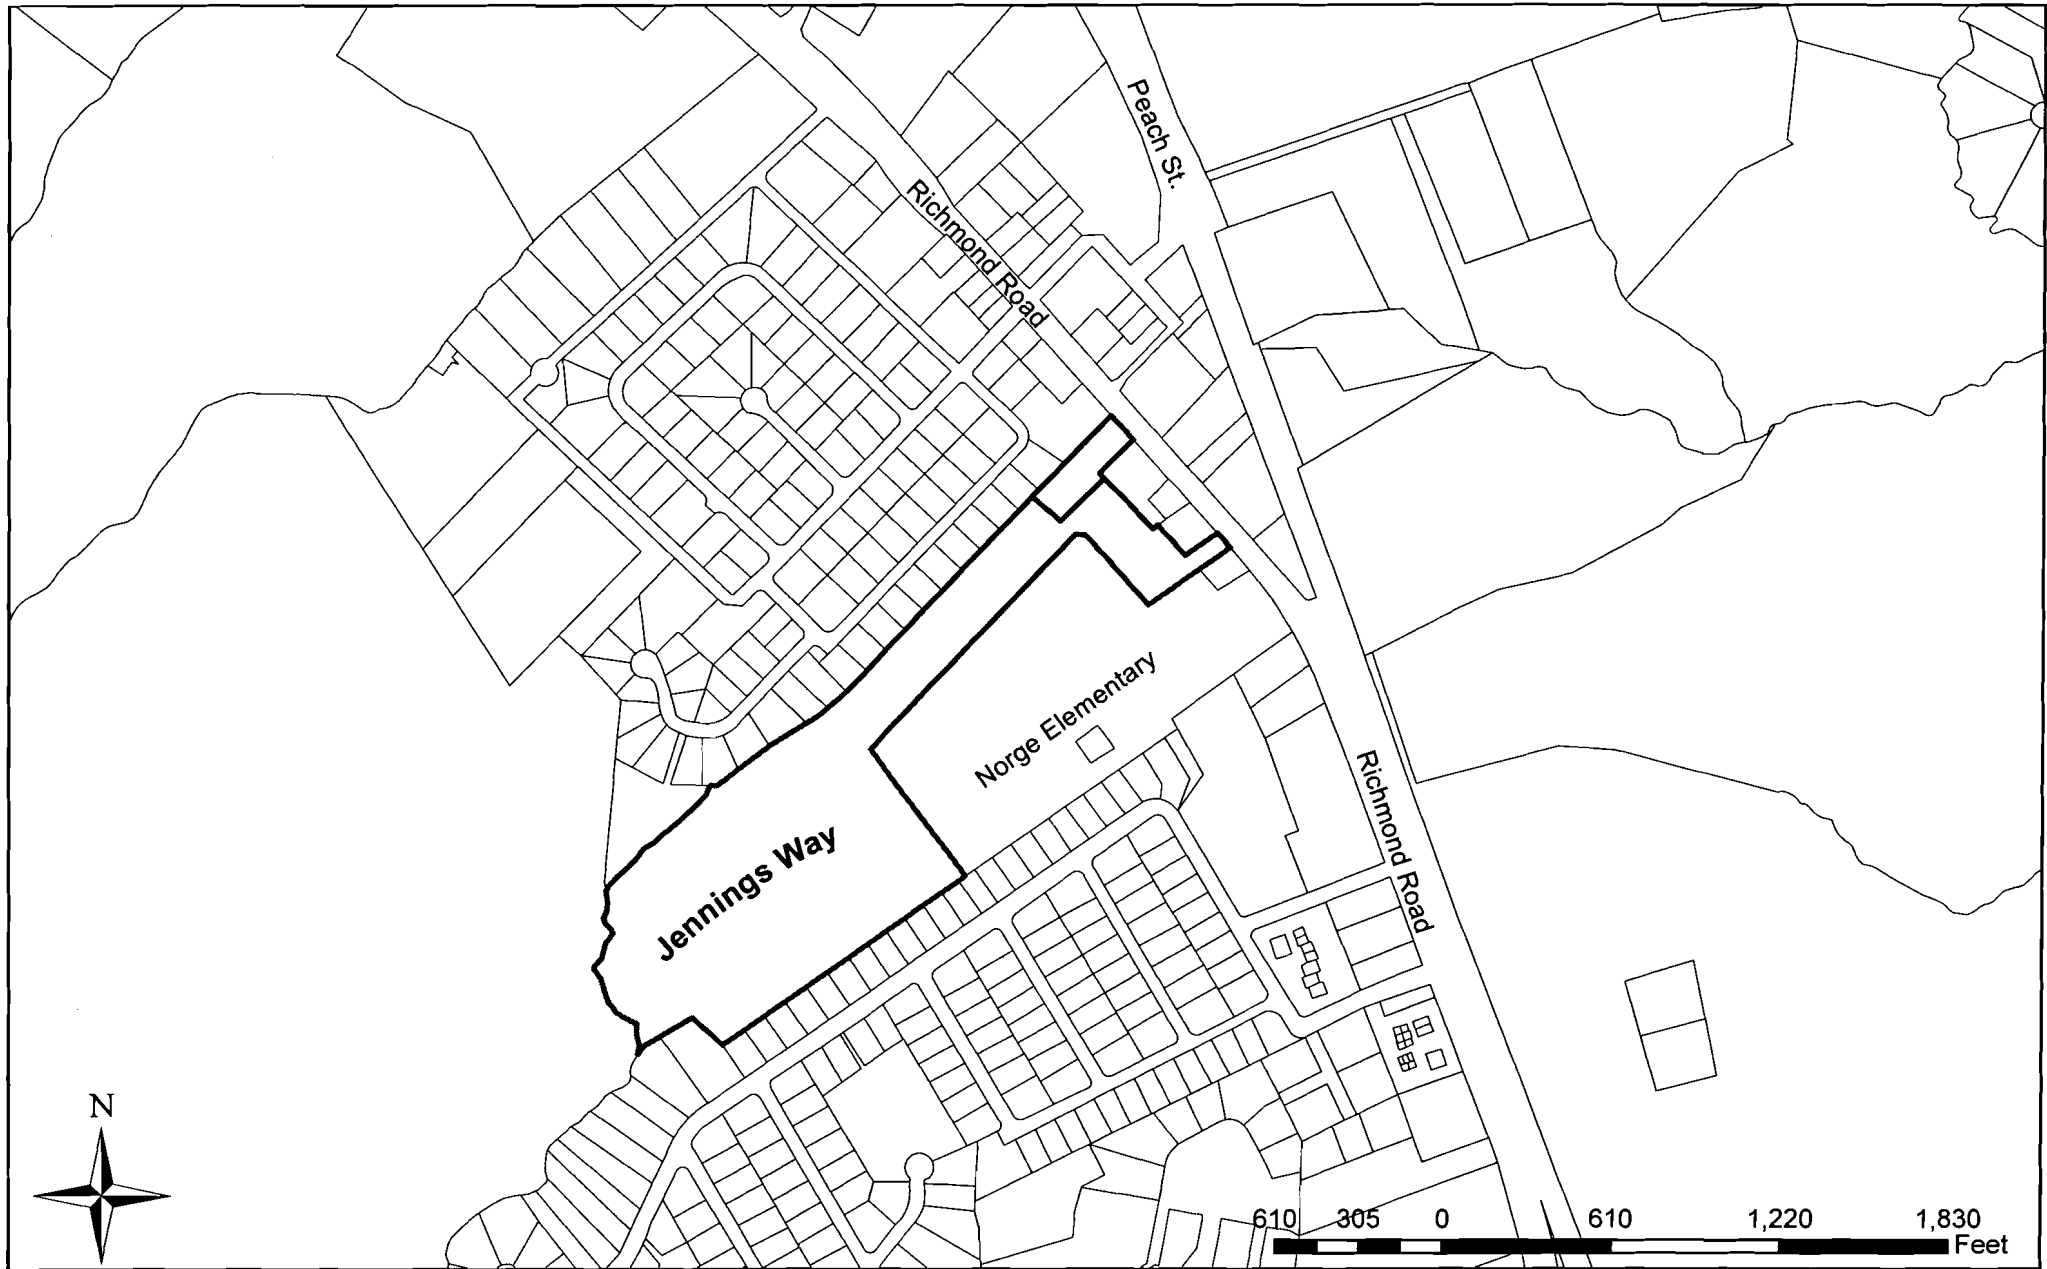 Peach St.
Richmond Road
Norge Elementary
Richmond Road
Jennings Way
N
610 305 0 610 1,220 1,830
Feet